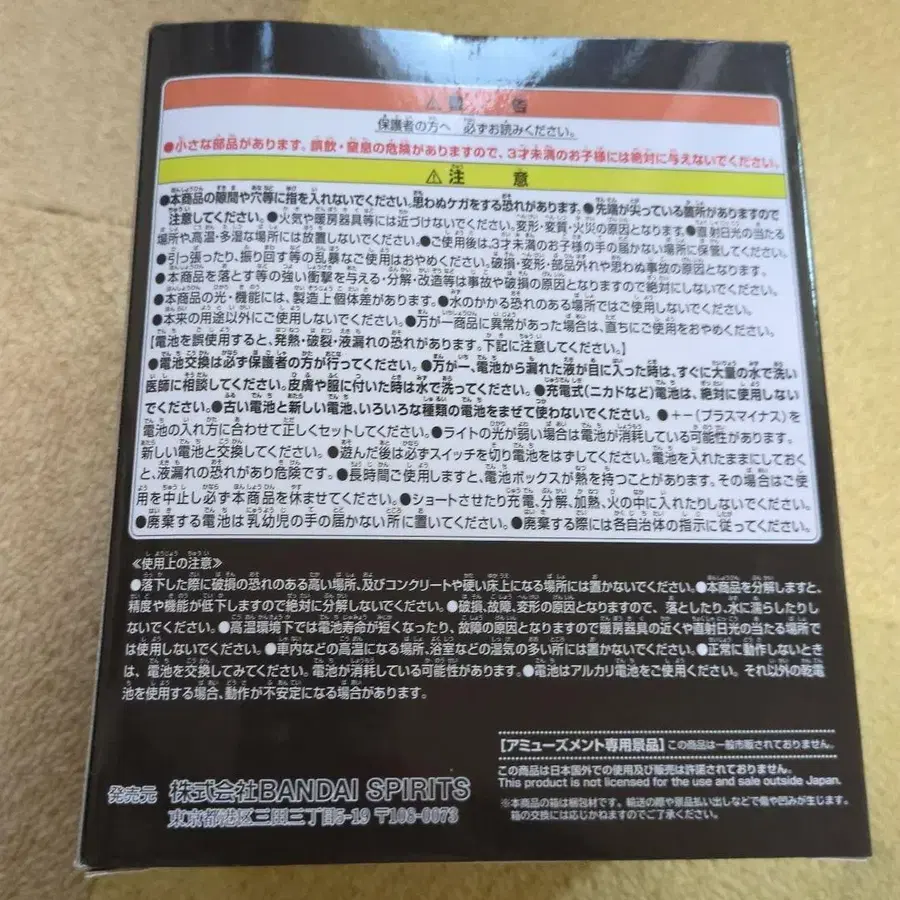 ⚠警 告
保護者の方へ 必ずお読みください。
●小さな部品があります。誤飲・窒息の危険がありますので、3才未満のお子様には絶対に与えないでください。
⚠注 意
●本商品の隙間や穴等に指を入れないでください。思わぬケガをする恐れがあります。●先端が尖っている箇所がありますので
注意してください。●火気や暖房器具等には近づけないでください。変形・変質・火災の原因となります。●直射日光の当たる
場所や、高温・多湿な場所には放置しないでください。●ご使用後は、3才未満のお子様の手の届かない場所に保管してください。
●引っ張ったり、振り回す等の乱暴なご使用はおやめください。破損・変形・部品外れや思わぬ事故の原因となります。
●本商品を落とす等の強い衝撃を与える・分解・改造等は事故や破損の原因となりますので絶対にしないでください。
●本商品の光・機能には、製造上個体差があります。●水のかかる恐れのある場所ではご使用しないでください。
●本来の用途以外にご使用しないでください。●万が一商品に異常があった場合は、直ちにご使用をおやめください。
【電池を誤使用すると、発熱・破裂・液漏れの恐れがあります。下記に注意してください。】
●電池交換は必ず保護者の方が行ってください。●万が一、電池から漏れた液が目に入った時は、すぐに大量の水で洗い
医師に相談してください。皮膚や服に付いた時は水で洗ってください。●充電式(ニカドなど)電池は、絶対に使用しない
でください。●古い電池と新しい電池、いろいろな種類の電池をまぜて使わないでください。●+-(プラスマイナス)を
電池の入れ方に合わせて正しくセットしてください。●ライトの光が弱い場合は電池が消耗している可能性があります。
新しい電池と交換してください。●遊んだ後は必ずスイッチを切り電池をはずしてください。電池を入れたままにしておく
と、液漏れの恐れがあり危険です。●長時間ご使用しますと、電池ボックスが熱を持つことがあります。その場合はご使
用を中止し必ず本商品を休ませてください。●ショートさせたり充電、分解、加熱、火の中に入れたりしないでください。
●廃棄する電池は乳幼児の手の届かない所に置いてください。●廃棄する際には各自治体の指示に従ってください。
≪使用上の注意≫
●落下した際に破損の恐れのある高い場所、及びコンクリートや硬い床上になる場所には置かないでください。●本商品を分解しますと、
精度や機能が低下しますので絶対に分解しないでください。●破損、故障、変形の原因となりますので、落としたり、水に濡らしたりし
ないでください。●高温環境下では電池寿命が短くなったり、故障の原因となりますので暖房器具の近くや直射日光の当たる場所で
は使用しないでください。●車内などの高温になる場所、浴室などの湿気の多い所には置かないでください。●正常に動作しないとき
は、電池を交換してみてください。電池が消耗している可能性があります。●電池はアルカリ電池をご使用ください。それ以外の乾電
池を使用する場合、動作が不安定になる場合があります。
【アミューズメント専用景品】この商品は一般市販されておりません。
この商品は日本国外での使用及び販売は許諾されておりません。
This product is not licensed for the use and sale outside Japan.
※本商品の箱は梱包材です。輸送の際や景品払い出しなどで傷や凹みが生じます。
箱の交換には応じかねますのでご了承ください。
発売元 株式会社BANDAI SPIRITS
東京都港区三田三丁目5-19 〒108-0073